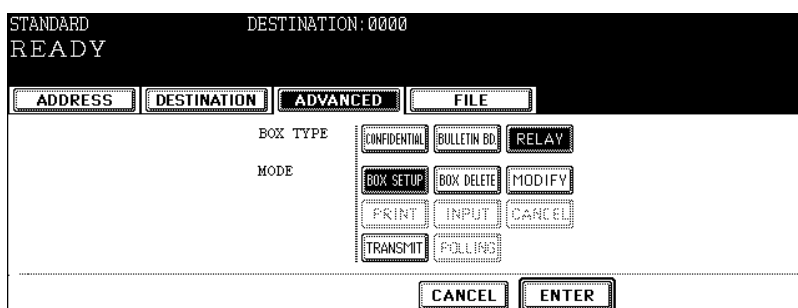 STANDARD DESTINATION:0000
READY
ADDRESS DESTINATION ADVANCED FILE
BOX TYPE CONFIDENTIAL BULLETIN BD. RELAY
MODE BOX SETUP BOX DELETE MODIFY
PRINT INPUT CANCEL
TRANSMIT POLLING
CANCEL ENTER